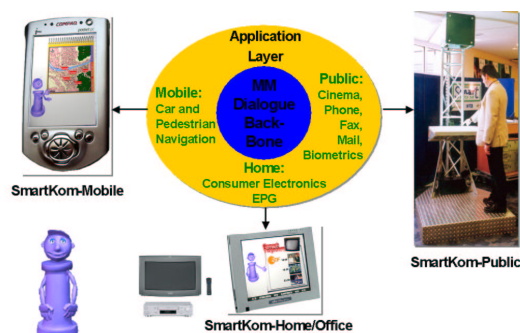 COMPAQ
Application
Layer
Mobile:
Car and
Pedestrian
Navigation
MM
Dialogue
Back-
Bone
Public:
Cinema,
Phone,
Fax,
Mail,
Biometrics
Home:
Consumer Electronics
EPG
SmartKom-Mobile
SmartKom-Public
SmartKom-Home/Office